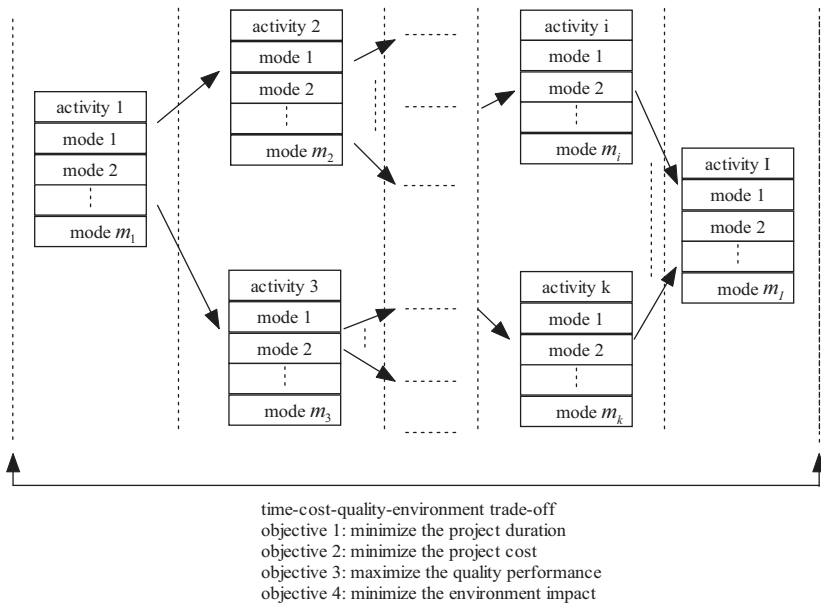 activity 1
mode 1
mode 2
mode m₁
activity 2
mode 1
mode 2
mode m₂
activity 3
mode 1
mode 2
mode m₃
activity i
mode 1
mode 2
mode mᵢ
activity k
mode 1
mode 2
mode mₖ
activity I
mode 1
mode 2
mode m_I
time-cost-quality-environment trade-off
objective 1: minimize the project duration
objective 2: minimize the project cost
objective 3: maximize the quality performance
objective 4: minimize the environment impact